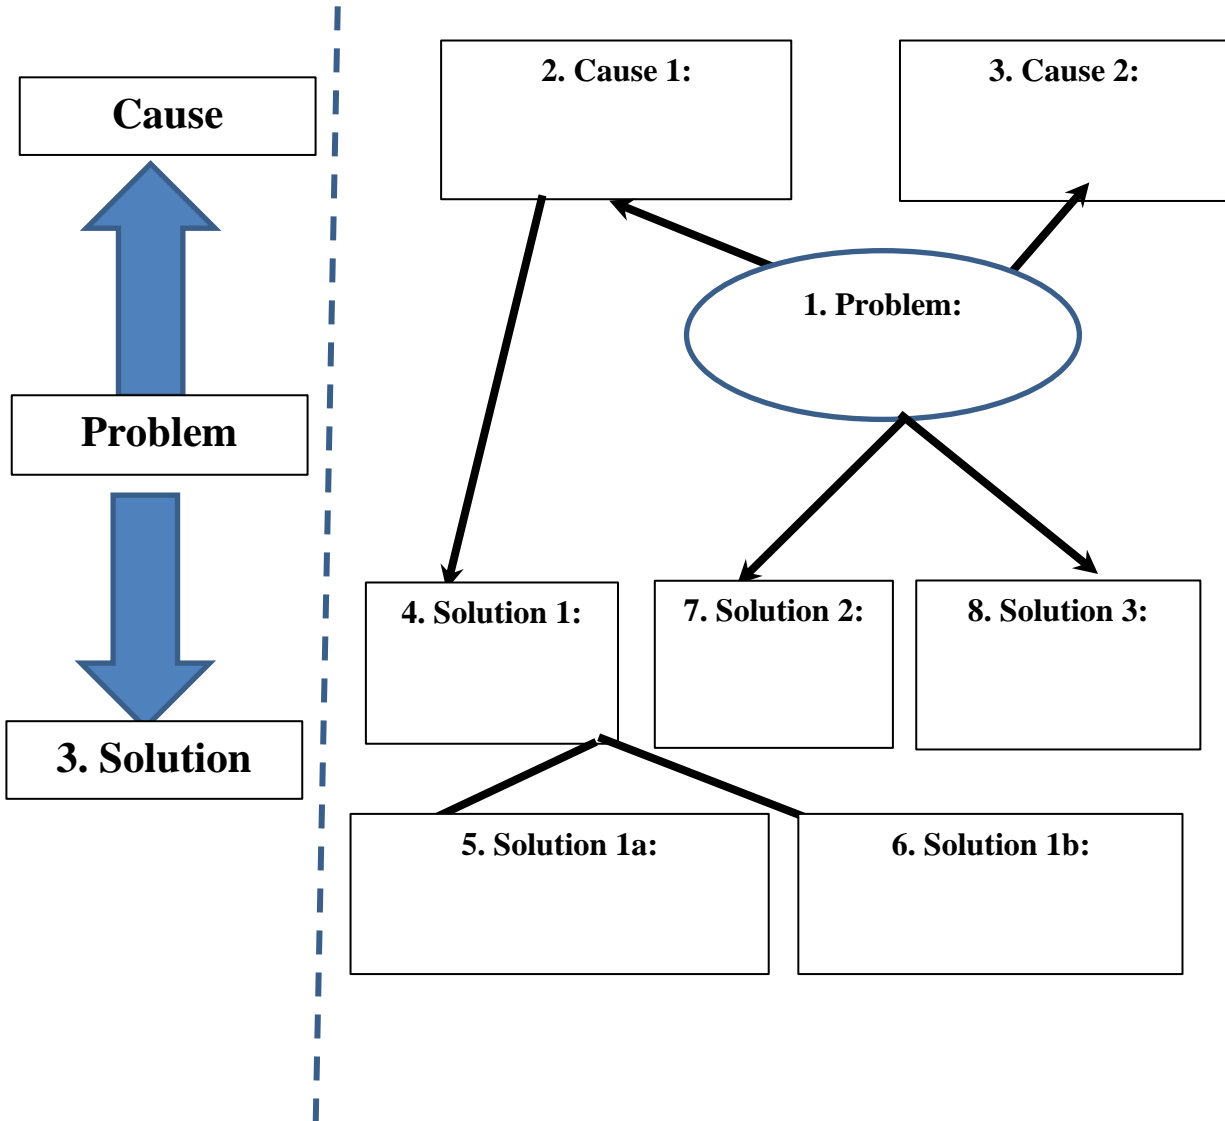 Cause
Problem
3. Solution
2. Cause 1:
3. Cause 2:
1. Problem:
4. Solution 1:
7. Solution 2:
8. Solution 3:
5. Solution 1a:
6. Solution 1b: